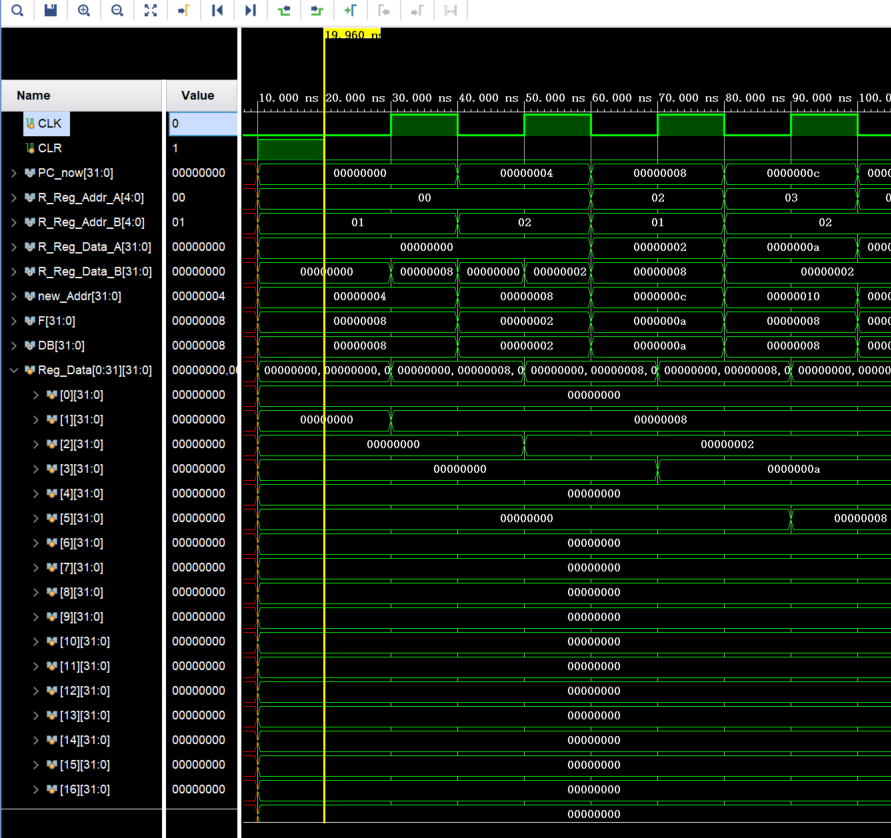 19.960 ns
Name Value 10.000 ns 20.000 ns 30.000 ns 40.000 ns 50.000 ns 60.000 ns 70.000 ns 80.000 ns 90.000 ns 100.0
CLK 0
CLR 1
PC_now[31:0] 00000000 00000000 00000004 00000008 0000000c 0000
R_Reg_Addr_A[4:0] 00 00 02 03 0
R_Reg_Addr_B[4:0] 01 01 02 01 02
R_Reg_Data_A[31:0] 00000000 00000000 00000002 0000000a 0000
R_Reg_Data_B[31:0] 00000000 00000000 00000008 00000000 00000002 00000008 00000002
new_Addr[31:0] 00000004 00000004 00000008 0000000c 00000010 0000
F[31:0] 00000008 00000008 00000002 0000000a 00000008 0000
DB[31:0] 00000008 00000008 00000002 0000000a 00000008 0000
Reg_Data[0:31][31:0] 00000000,00 00000000,00000000,0 00000000,00000008,0 00000000,00000008,0 00000000,00000008,0 00000000,00000
[0][31:0] 00000000 00000000
[1][31:0] 00000000 00000000 00000008
[2][31:0] 00000000 00000000 00000002
[3][31:0] 00000000 00000000 0000000a
[4][31:0] 00000000 00000000
[5][31:0] 00000000 00000000 00000008
[6][31:0] 00000000 00000000
[7][31:0] 00000000 00000000
[8][31:0] 00000000 00000000
[9][31:0] 00000000 00000000
[10][31:0] 00000000 00000000
[11][31:0] 00000000 00000000
[12][31:0] 00000000 00000000
[13][31:0] 00000000 00000000
[14][31:0] 00000000 00000000
[15][31:0] 00000000 00000000
[16][31:0] 00000000 00000000
00000000